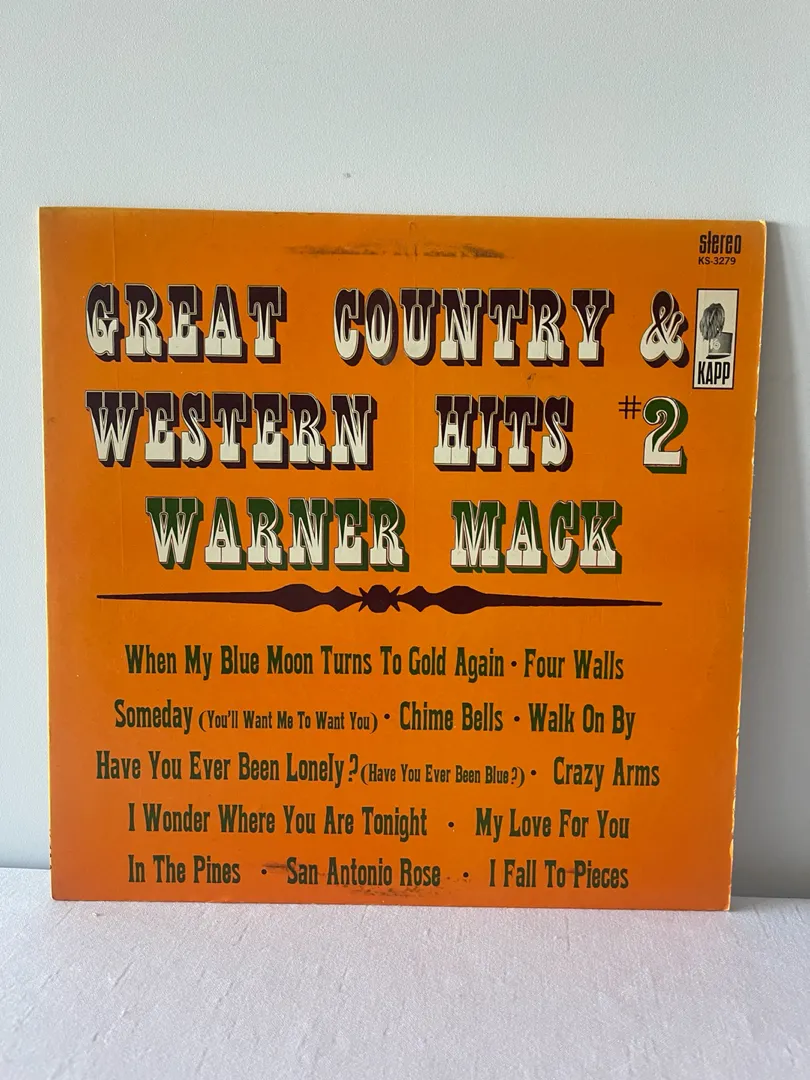 stereo
KS-3279
GREAT COUNTRY &
KAPP
WESTERN HITS #2
WARNER MACK
When My Blue Moon Turns To Gold Again • Four Walls
Someday (You'll Want Me To Want You) • Chime Bells • Walk On By
Have You Ever Been Lonely? (Have You Ever Been Blue?) • Crazy Arms
I Wonder Where You Are Tonight • My Love For You
In The Pines • San Antonio Rose • I Fall To Pieces